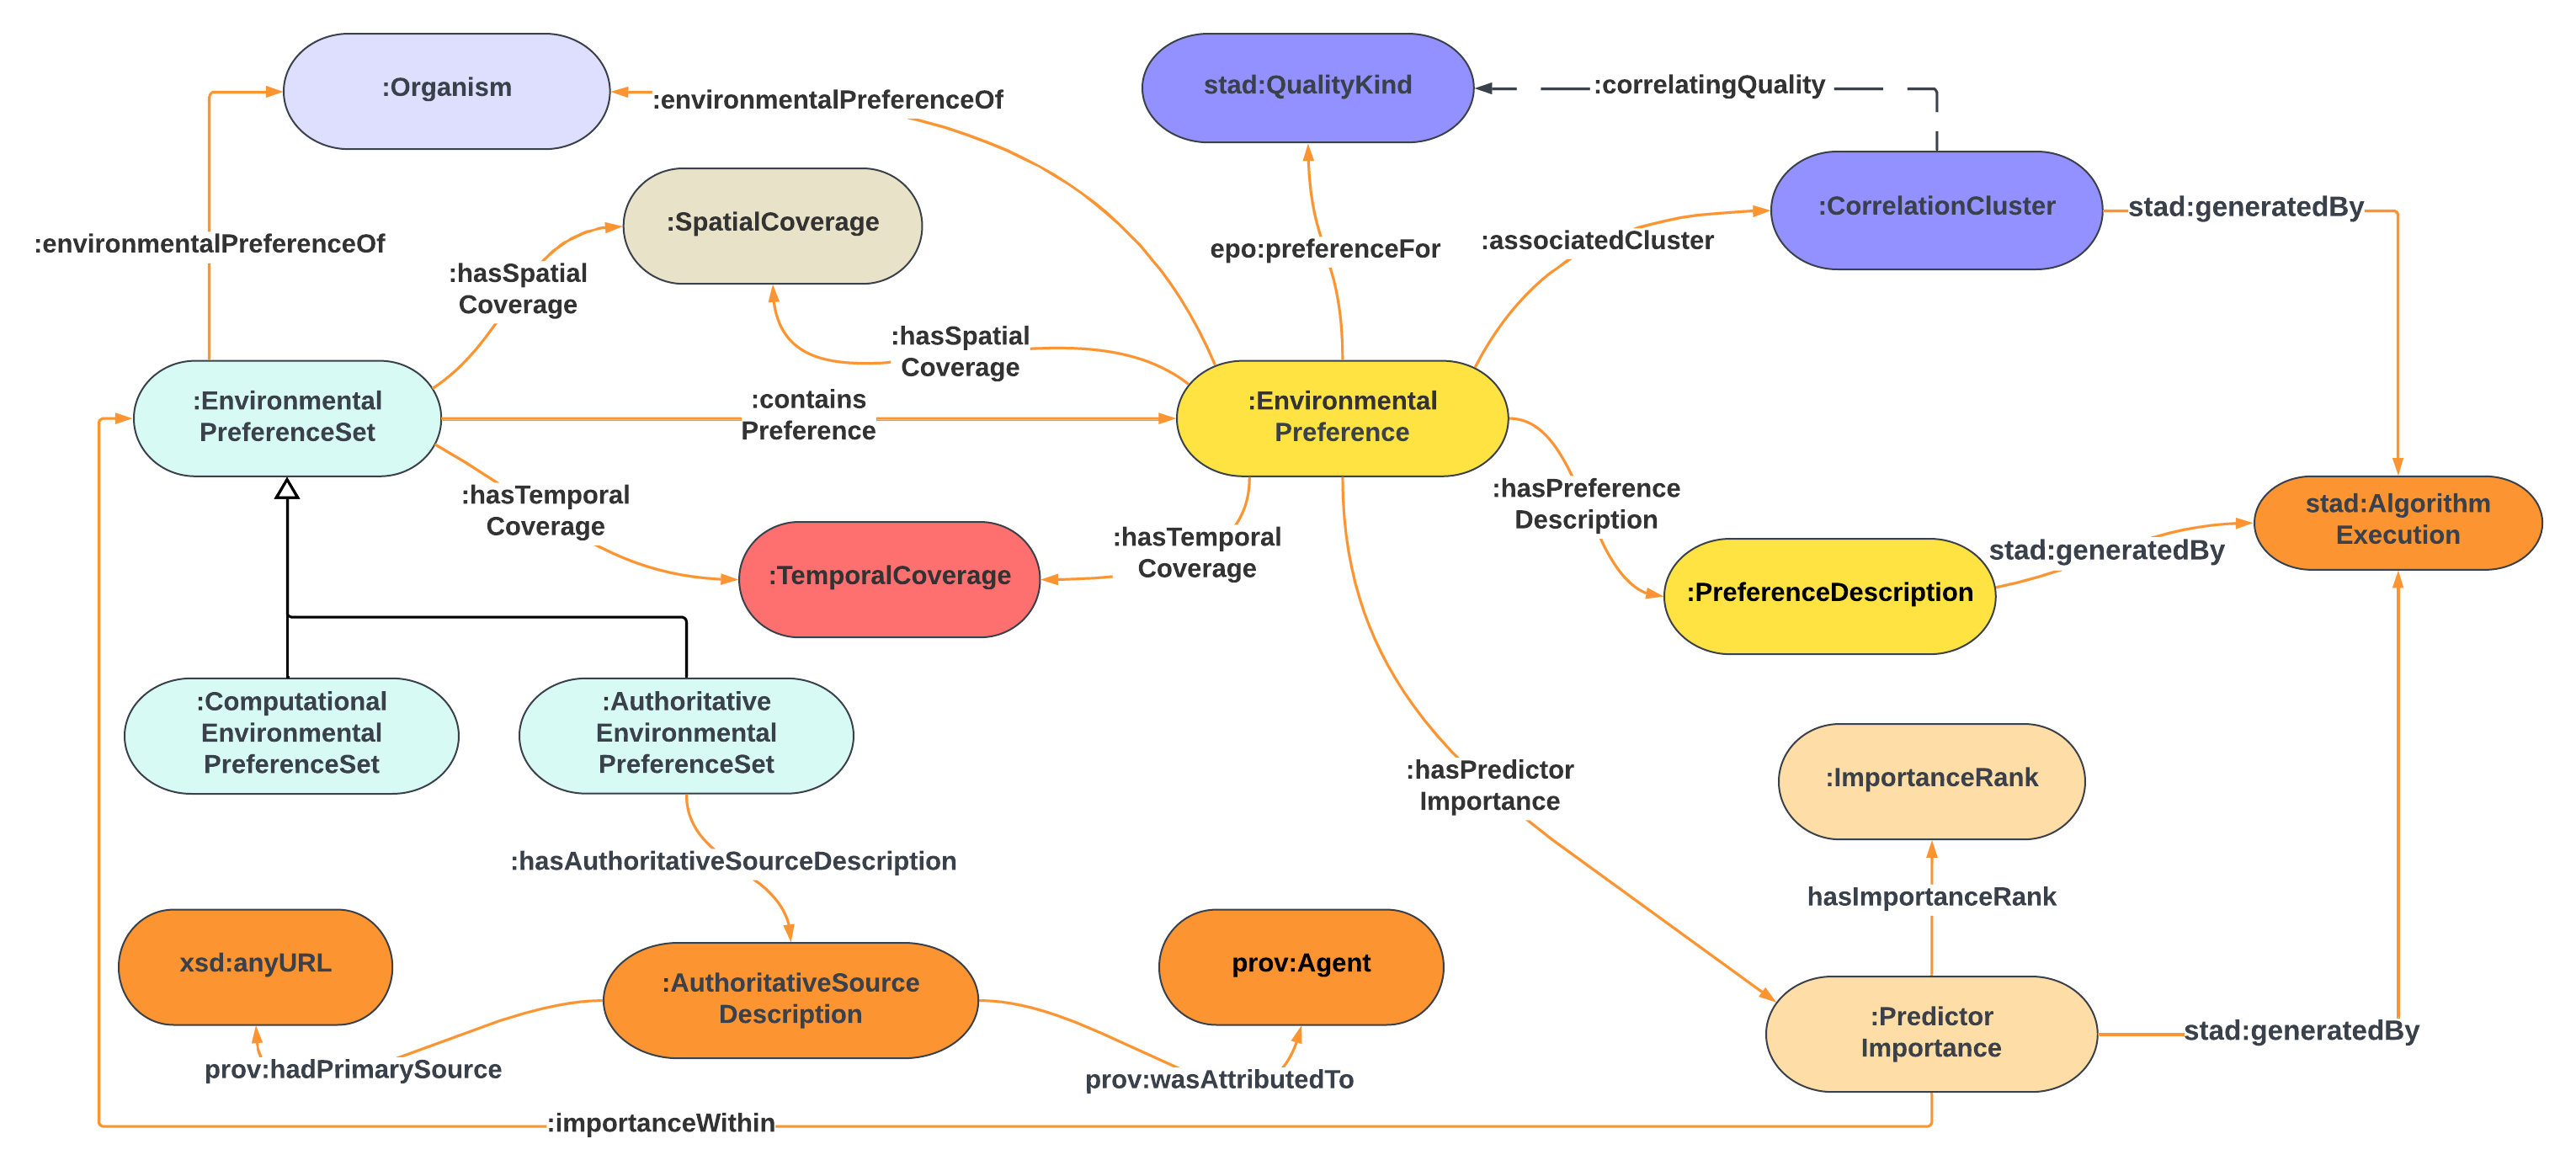 :Organism
:environmentalPreferenceOf
stad:QualityKind
:correlatingQuality
:SpatialCoverage
:CorrelationCluster
stad:generatedBy
:environmentalPreferenceOf
:hasSpatial
Coverage
epo:preferenceFor
:associatedCluster
:hasSpatial
Coverage
:Environmental
PreferenceSet
:contains
Preference
:Environmental
Preference
:hasTemporal
Coverage
:hasTemporal
Coverage
:hasPreference
Description
stad:Algorithm
Execution
:TemporalCoverage
stad:generatedBy
:PreferenceDescription
:Computational
Environmental
PreferenceSet
:Authoritative
Environmental
PreferenceSet
:hasPredictor
Importance
:ImportanceRank
:hasAuthoritativeSourceDescription
hasImportanceRank
xsd:anyURL
:AuthoritativeSource
Description
prov:Agent
:Predictor
Importance
stad:generatedBy
prov:hadPrimarySource
prov:wasAttributedTo
:importanceWithin